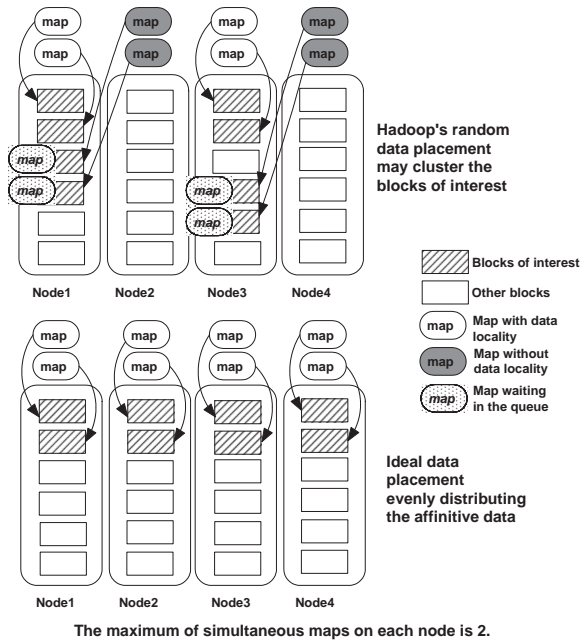 map map map map
map map map map
Hadoop's random
data placement
may cluster the
blocks of interest
map
map map
map
Node1 Node2 Node3 Node4
Blocks of interest
Other blocks
map Map with data
locality
map Map without
data locality
map Map waiting
in the queue
map map map map
map map map map
Ideal data
placement
evenly distributing
the affinitive data
Node1 Node2 Node3 Node4
The maximum of simultaneous maps on each node is 2.